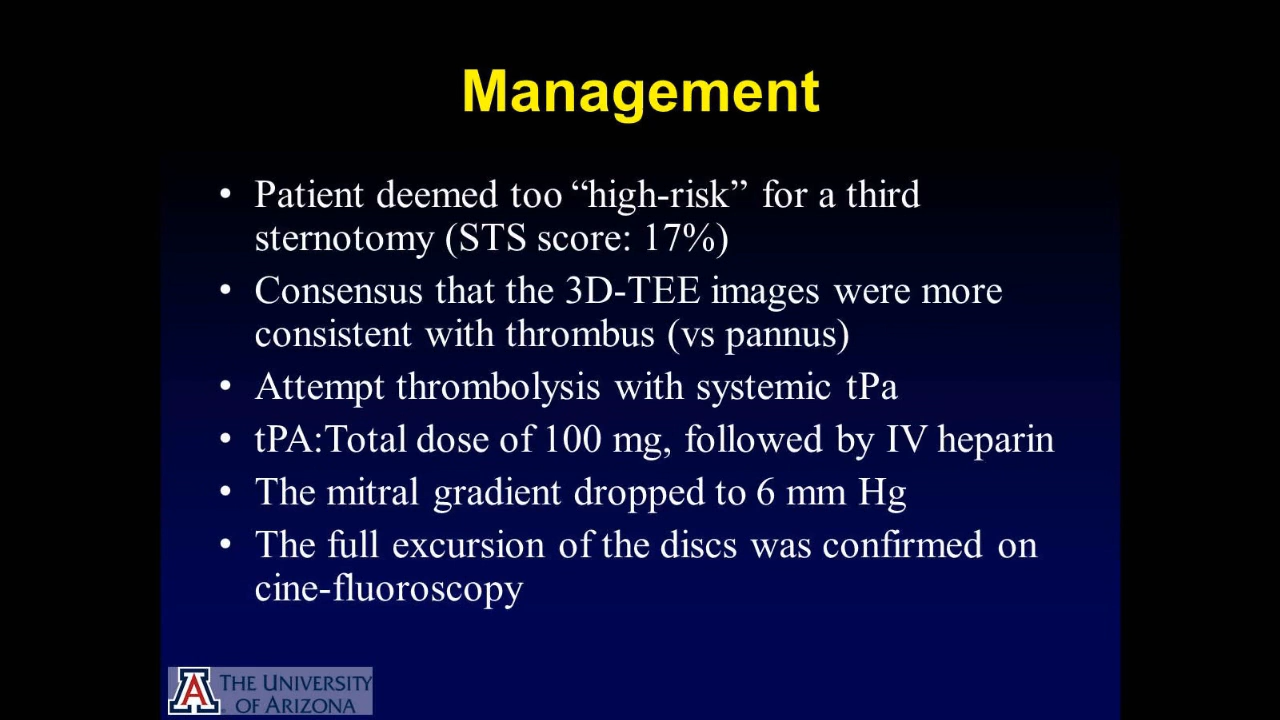 Management
• Patient deemed too “high-risk” for a third
sternotomy (STS score: 17%)
• Consensus that the 3D-TEE images were more
consistent with thrombus (vs pannus)
• Attempt thrombolysis with systemic tPa
• tPA:Total dose of 100 mg, followed by IV heparin
• The mitral gradient dropped to 6 mm Hg
• The full excursion of the discs was confirmed on
cine-fluoroscopy
A THE UNIVERSITY
OF ARIZONA